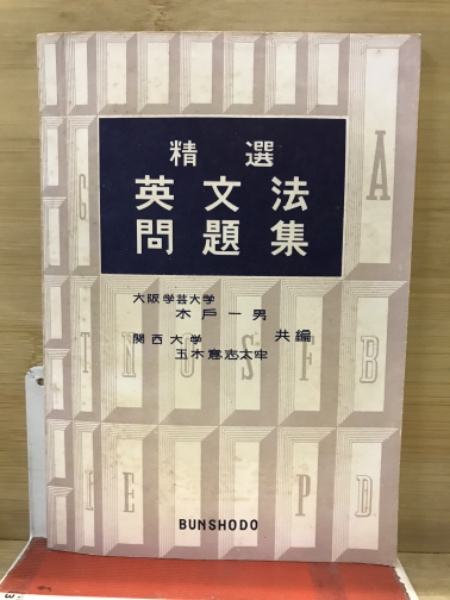 精選
英文法
問題集
大阪学芸大学
木戸一男
関西大学
玉木意志太牢
共編
A
G
T N O S F B
H E P D
BUNSHODO